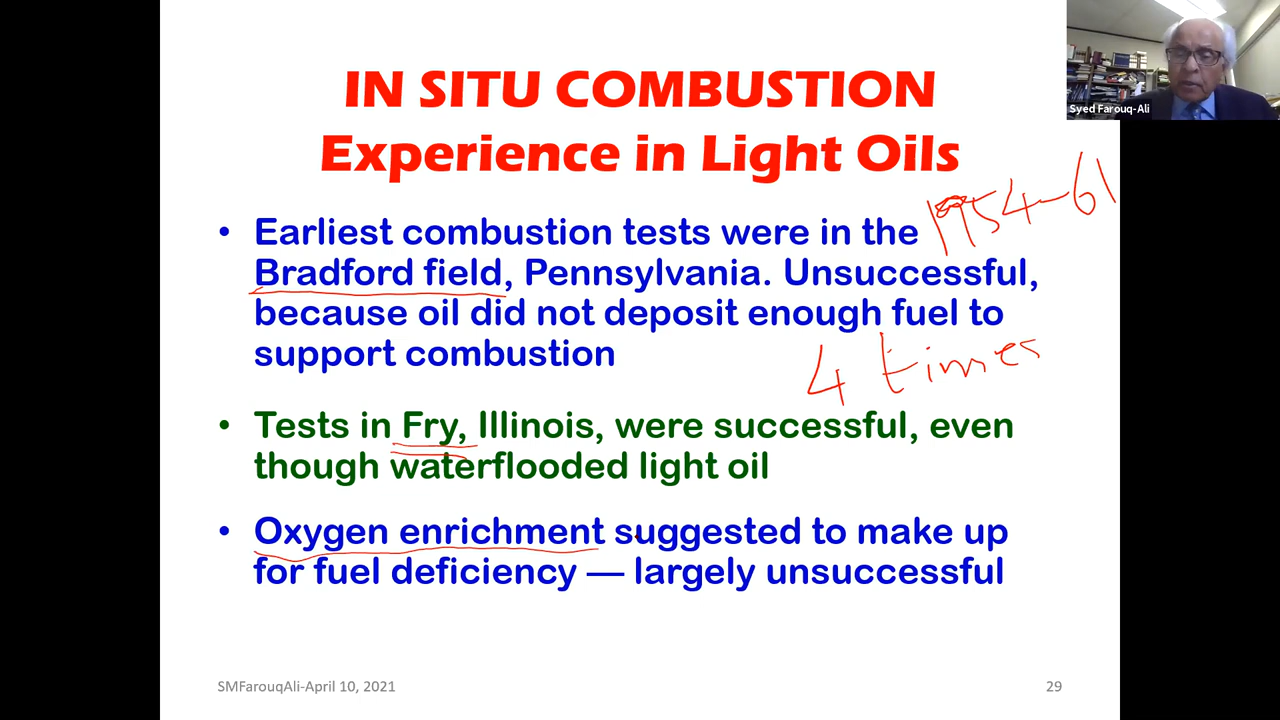 IN SITU COMBUSTION
Experience in Light Oils
Syed Farouq-Ali
1954-61
• Earliest combustion tests were in the
Bradford field, Pennsylvania. Unsuccessful,
because oil did not deposit enough fuel to
support combustion
4 times
• Tests in Fry, Illinois, were successful, even
though waterflooded light oil
• Oxygen enrichment suggested to make up
for fuel deficiency — largely unsuccessful
SMFarouqAli-April 10, 2021
29